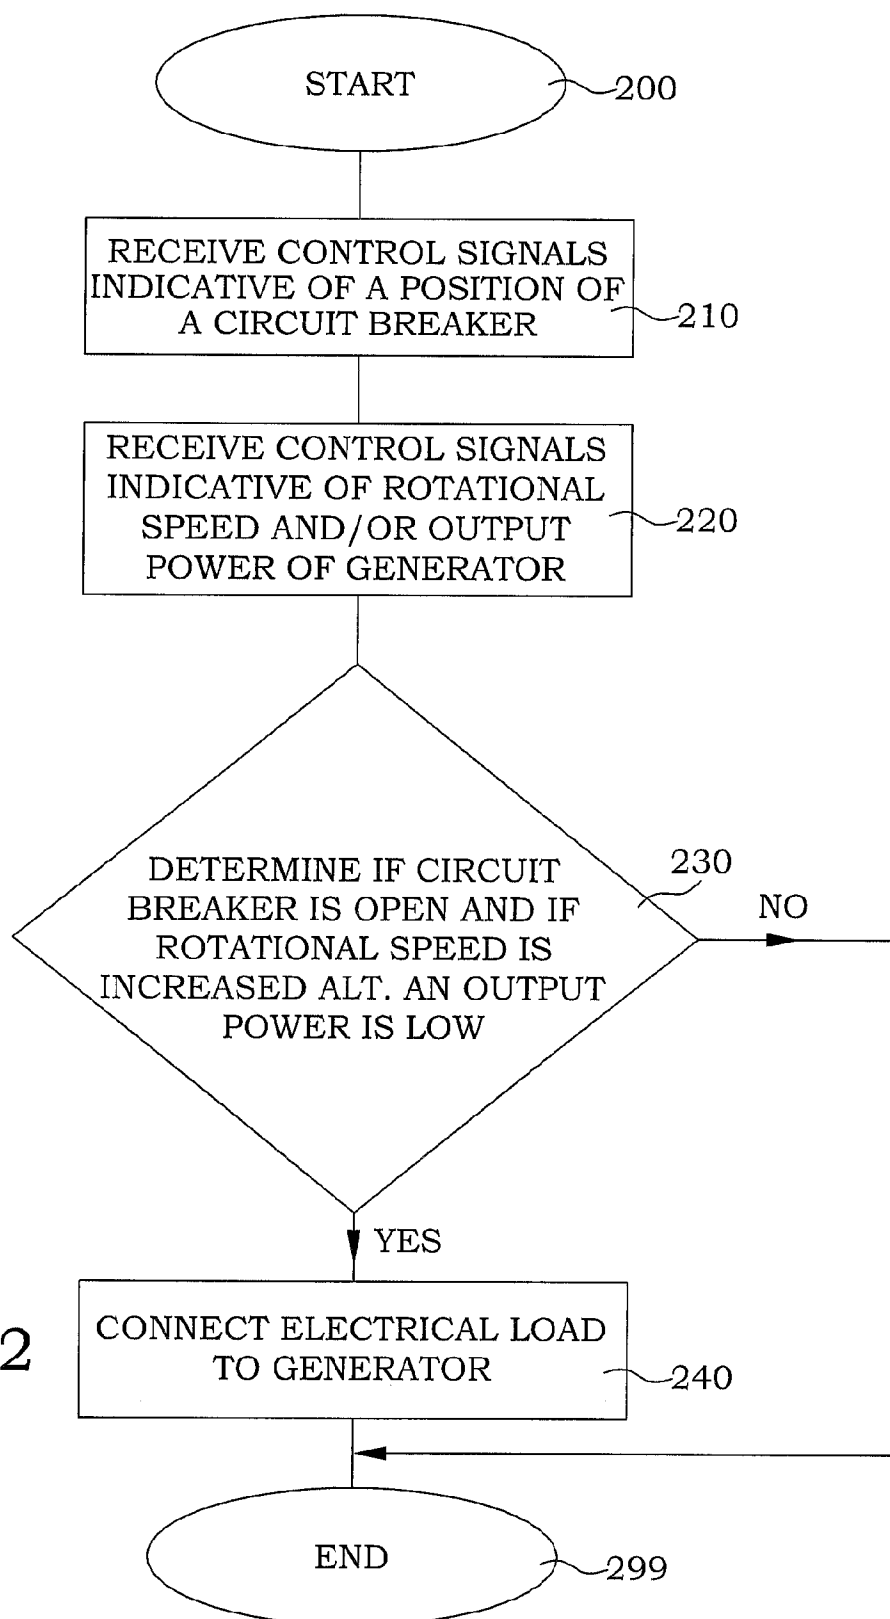 START
200
RECEIVE CONTROL SIGNALS
INDICATIVE OF A POSITION OF
A CIRCUIT BREAKER
210
RECEIVE CONTROL SIGNALS
INDICATIVE OF ROTATIONAL
SPEED AND/OR OUTPUT
POWER OF GENERATOR
220
DETERMINE IF CIRCUIT
BREAKER IS OPEN AND IF
ROTATIONAL SPEED IS
INCREASED ALT. AN OUTPUT
POWER IS LOW
230
NO
YES
2
CONNECT ELECTRICAL LOAD
TO GENERATOR
240
END
299